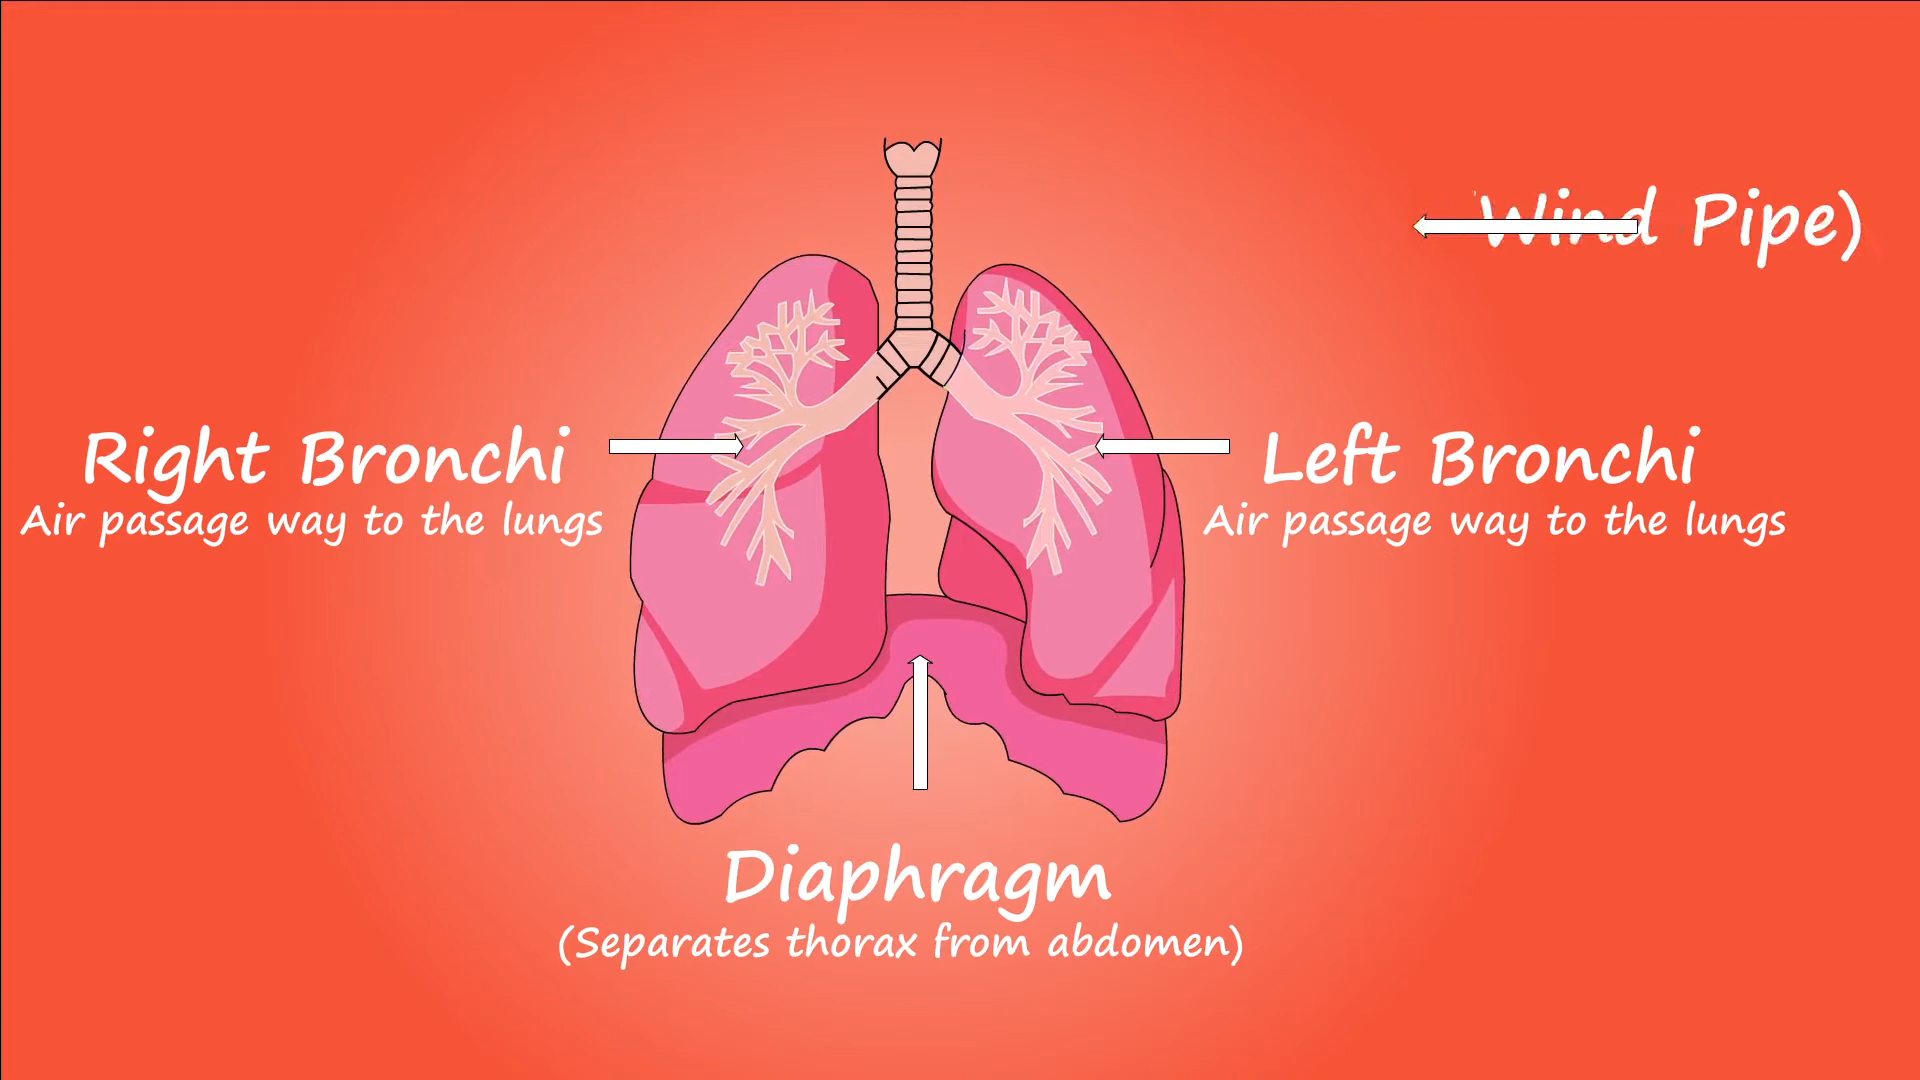 Wind Pipe)
Right Bronchi
Air passage way to the lungs
Left Bronchi
Air passage way to the lungs
Diaphragm
(Separates thorax from abdomen)